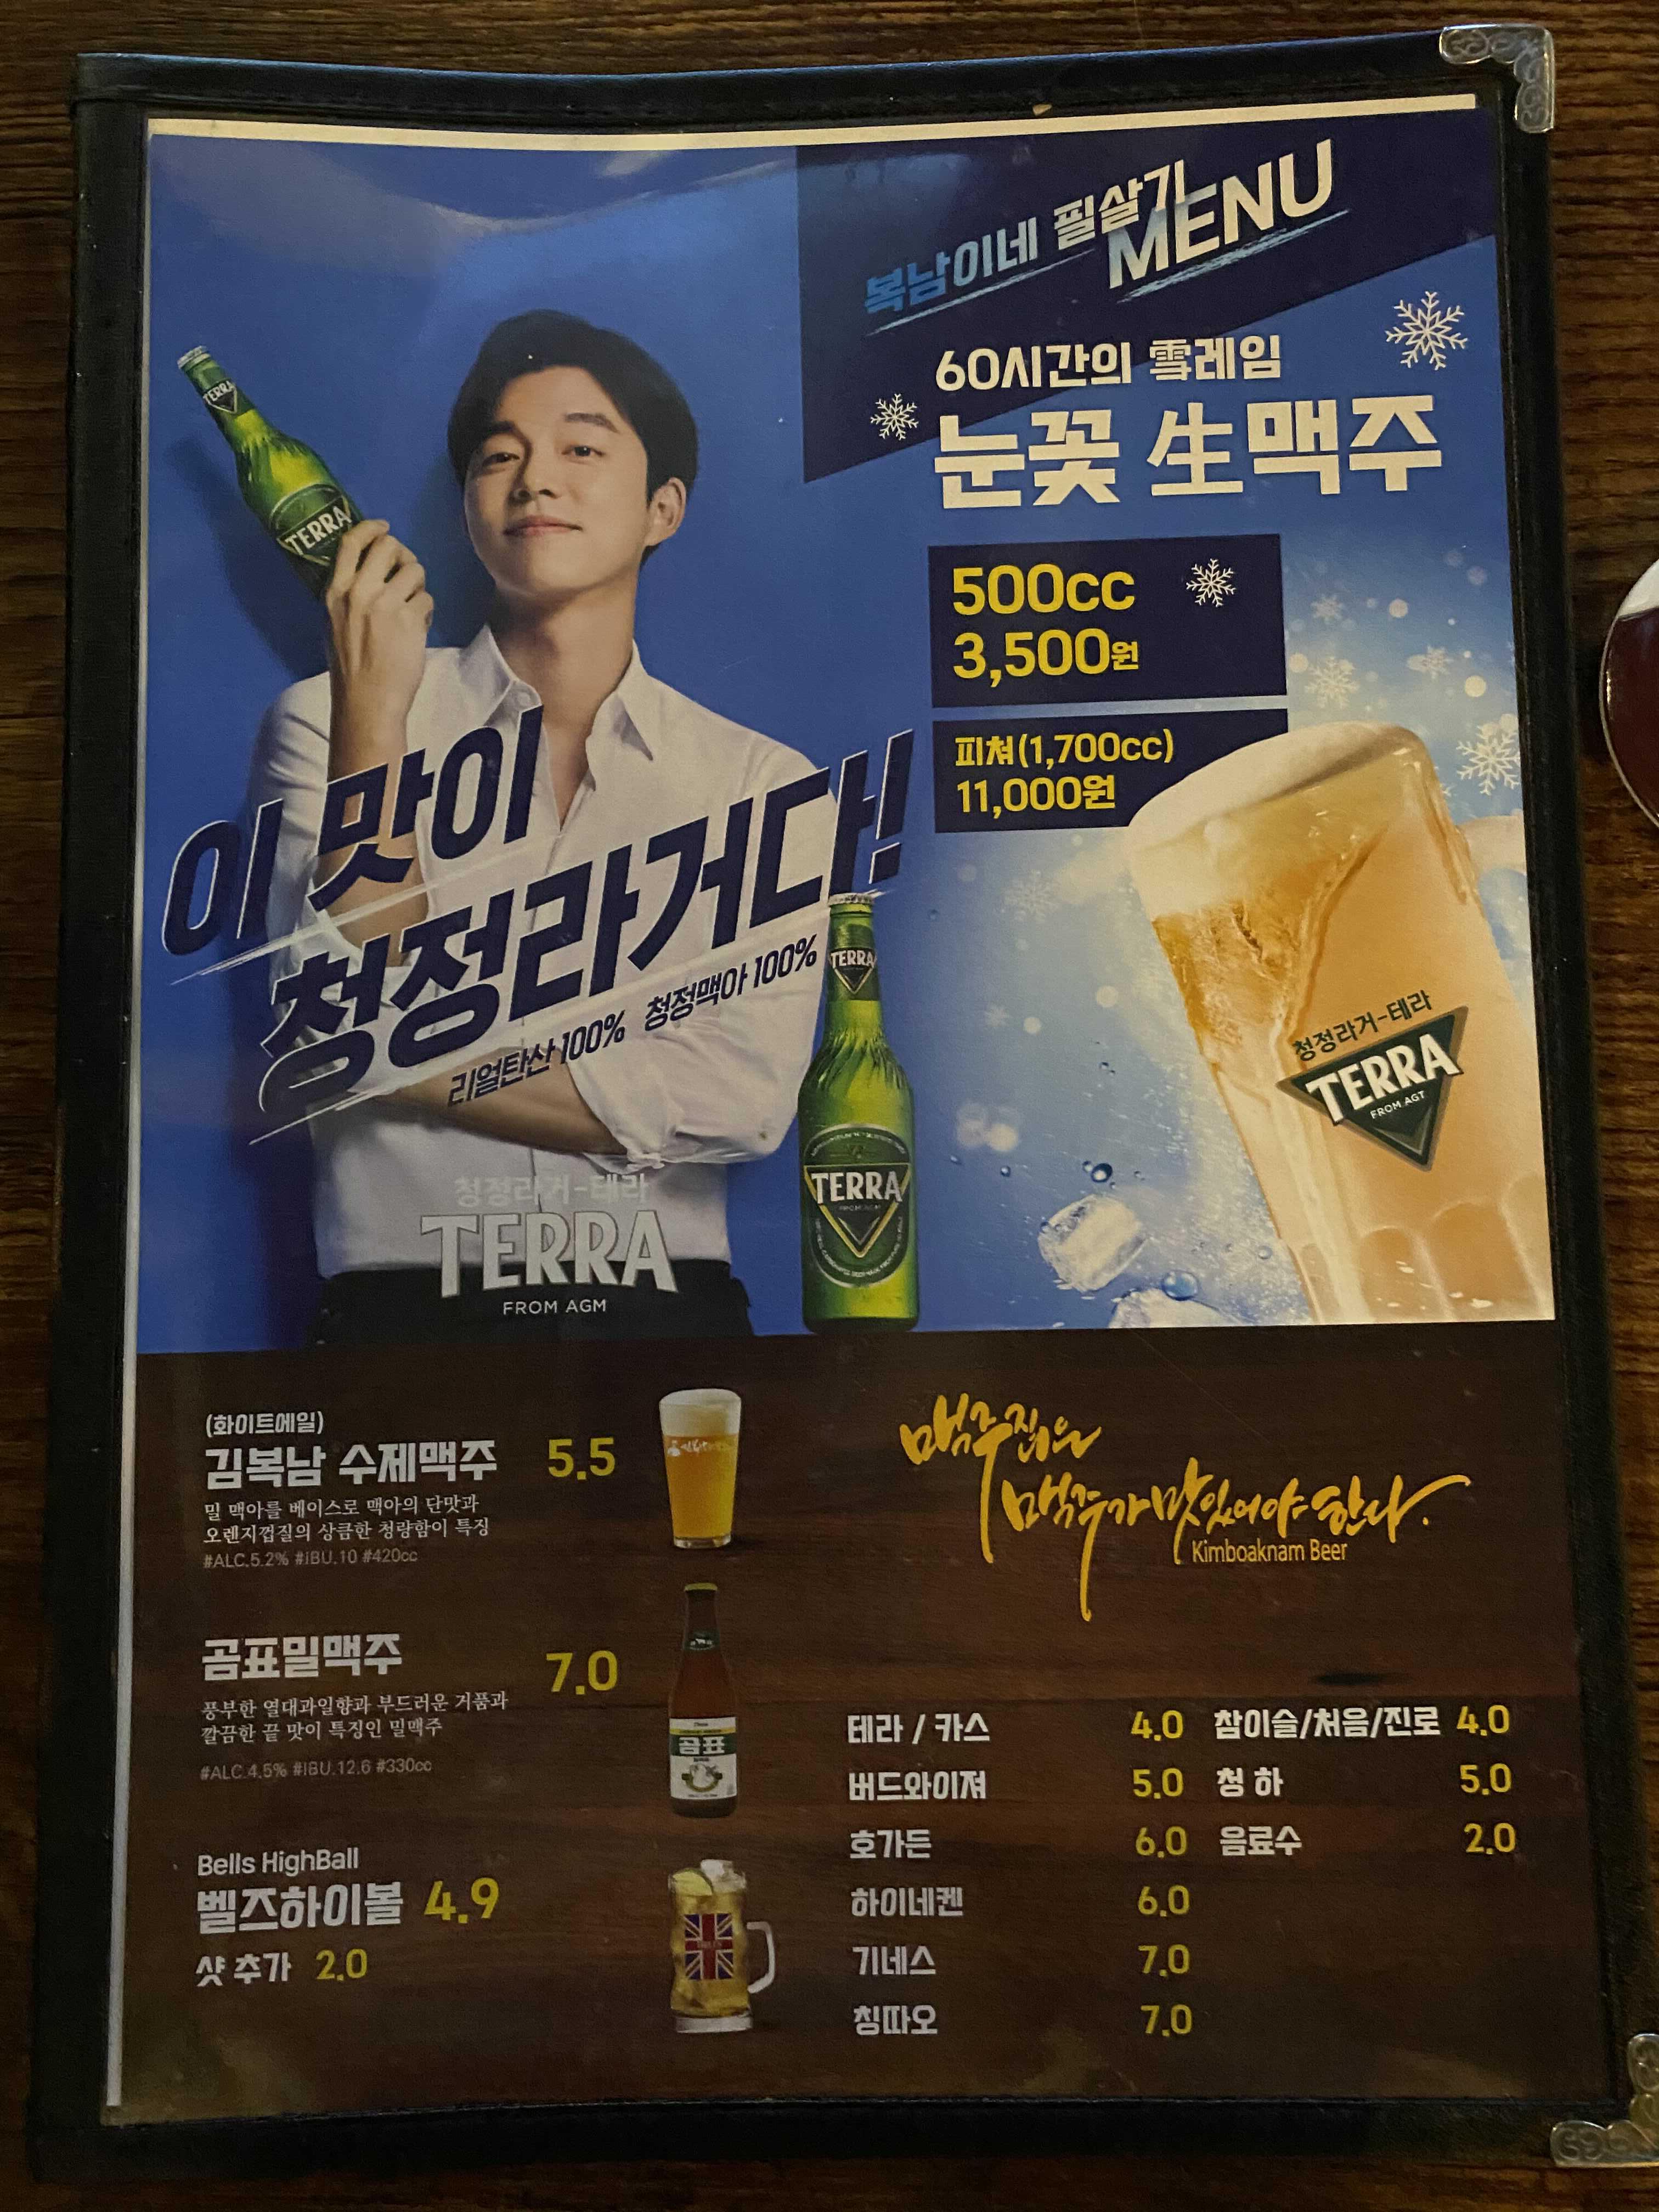 복남이네 필살기
MENU
60시간의 雪레임
눈꽃 生맥주
500cc
3,500원
피쳐(1,700cc)
11,000원
TERRA
TERRA
이 맛이
청정라거다!
리얼탄산 100% 청정맥아 100%
TERRA
TERRA
청정라거-테라
TERRA
FROM AGT
청정라거-테라
TERRA
FROM AGM
(화이트에일)
김복남 수제맥주 5.5
밀 맥아를 베이스로 맥아의 단맛과
오렌지껍질의 상큼한 청량함이 특징
#ALC.5.2% #IBU.10 #420cc
맥주집은
맥주가 맛있어야 한다.
Kimboaknam Beer
곰표밀맥주 7.0
풍부한 열대과일향과 부드러운 거품과
깔끔한 끝 맛이 특징인 밀맥주
#ALC.4.5% #IBU.12.6 #330cc
곰표
Bells HighBall
벨즈하이볼 4.9
샷 추가 2.0
테라 / 카스 4.0
버드와이져 5.0
호가든 6.0
하이네켄 6.0
기네스 7.0
칭따오 7.0
참이슬/처음/진로 4.0
청 하 5.0
음료수 2.0